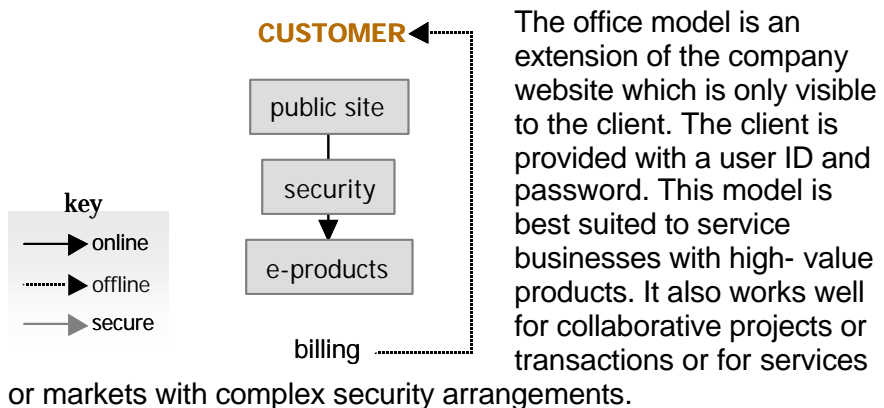 CUSTOMER
public site
security
e-products
billing
key
online
offline
secure
The office model is an
extension of the company
website which is only visible
to the client. The client is
provided with a user ID and
password. This model is
best suited to service
businesses with high- value
products. It also works well
for collaborative projects or
transactions or for services
or markets with complex security arrangements.